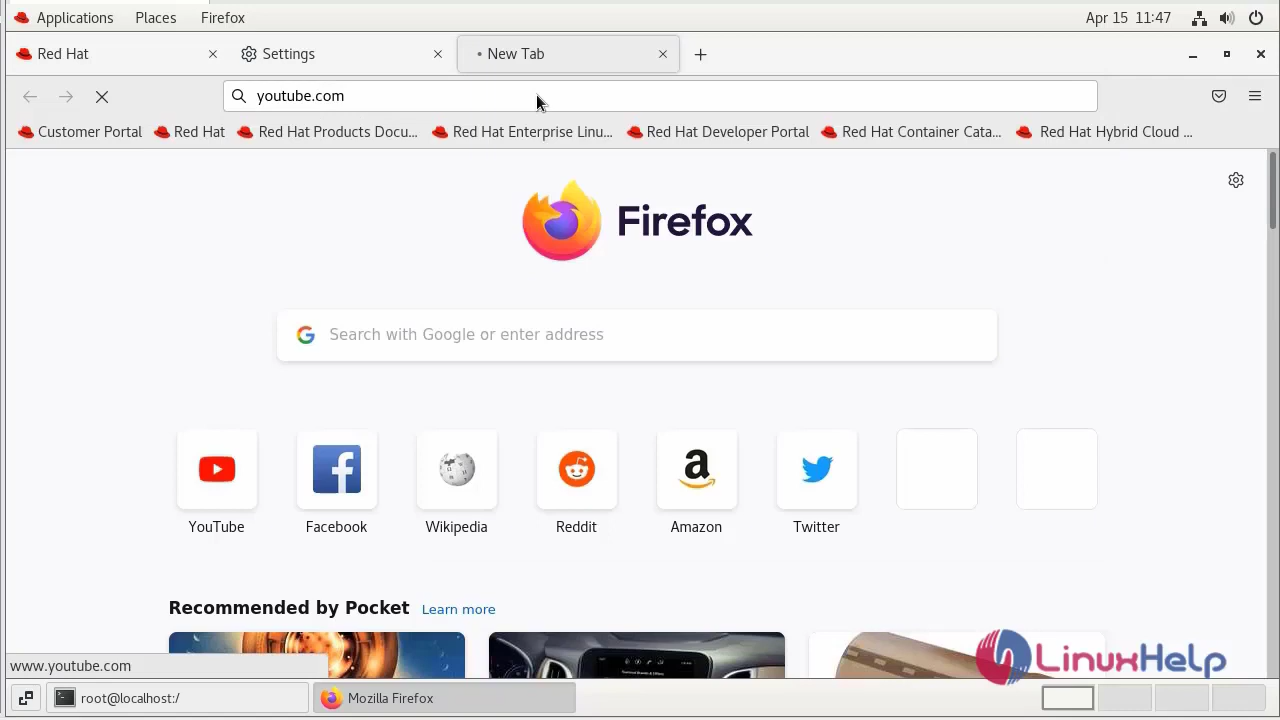 Applications Places Firefox Apr 15 11:47
Red Hat Settings New Tab
youtube.com
Customer Portal Red Hat Red Hat Products Docu... Red Hat Enterprise Linu... Red Hat Developer Portal Red Hat Container Cata... Red Hat Hybrid Cloud ...
Firefox
Search with Google or enter address
YouTube Facebook Wikipedia Reddit Amazon Twitter
Recommended by Pocket Learn more
www.youtube.com
LinuxHelp
root@localhost:/ Mozilla Firefox